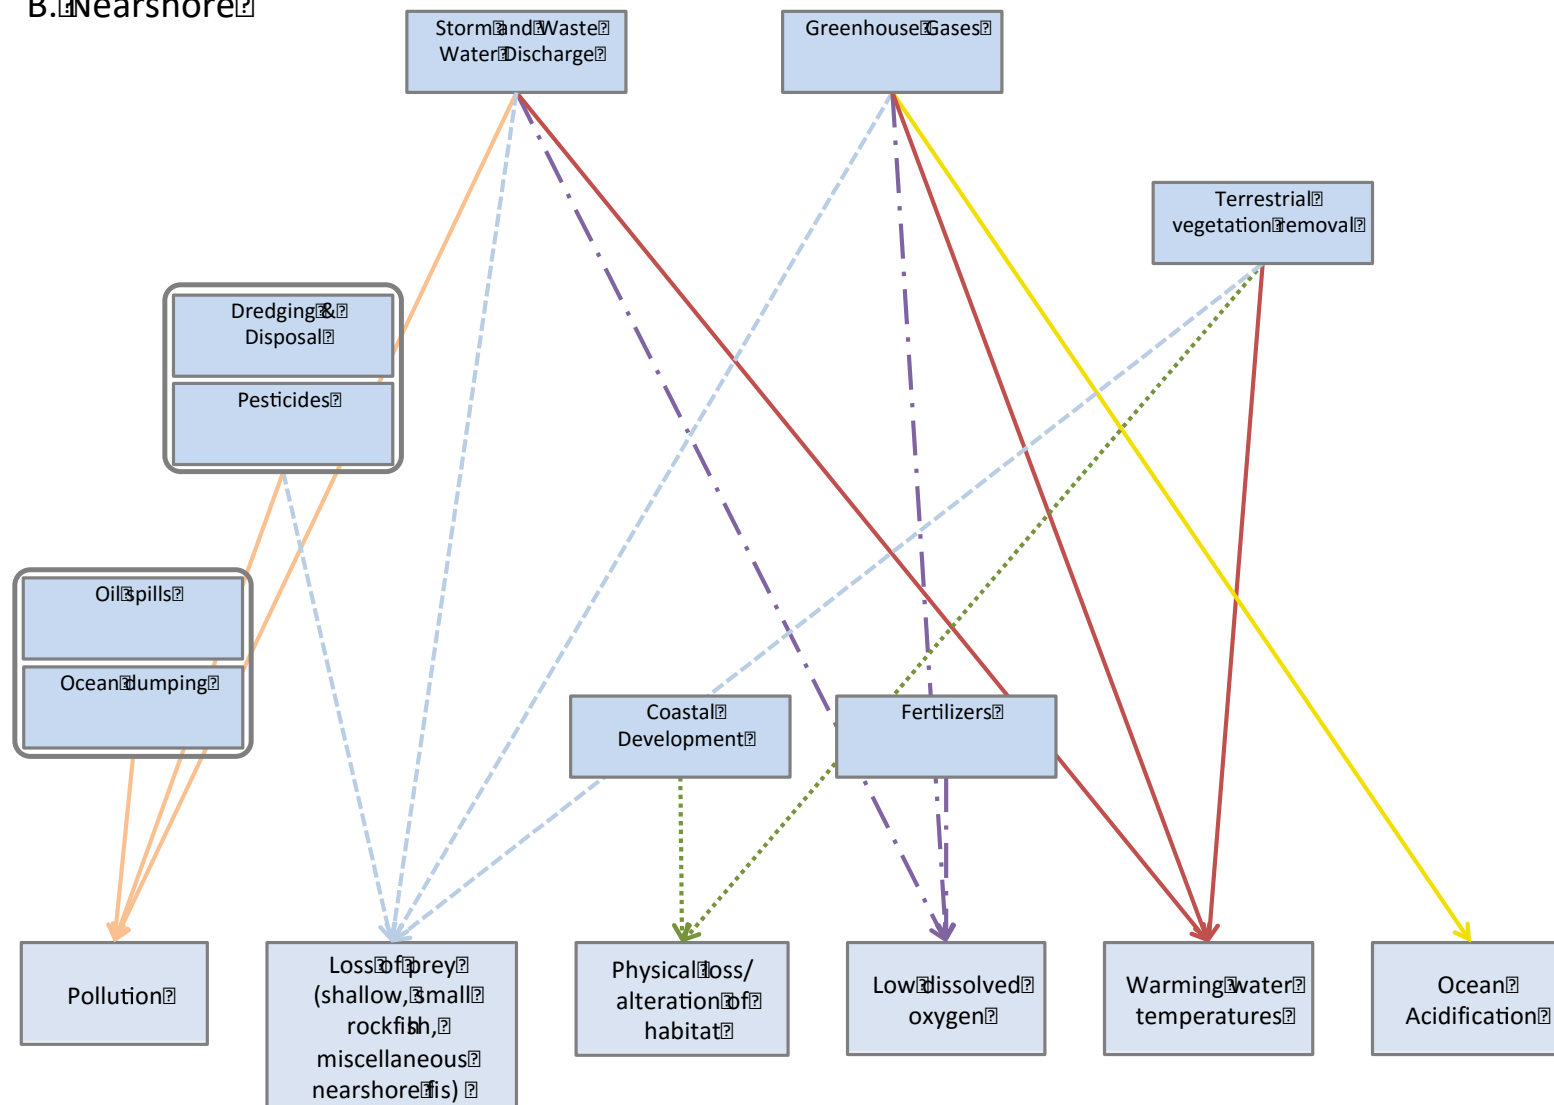 B. Nearshore
Storm and Waste
Water Discharge
Greenhouse Gases
Terrestrial
vegetation removal
Dredging &
Disposal
Pesticides
Oil spills
Ocean dumping
Coastal
Development
Fertilizers
Pollution
Loss of prey
(shallow, small
rockfish,
miscellaneous
nearshore fis)
Physical loss/
alteration of
habitat
Low dissolved
oxygen
Warming water
temperatures
Ocean
Acidification